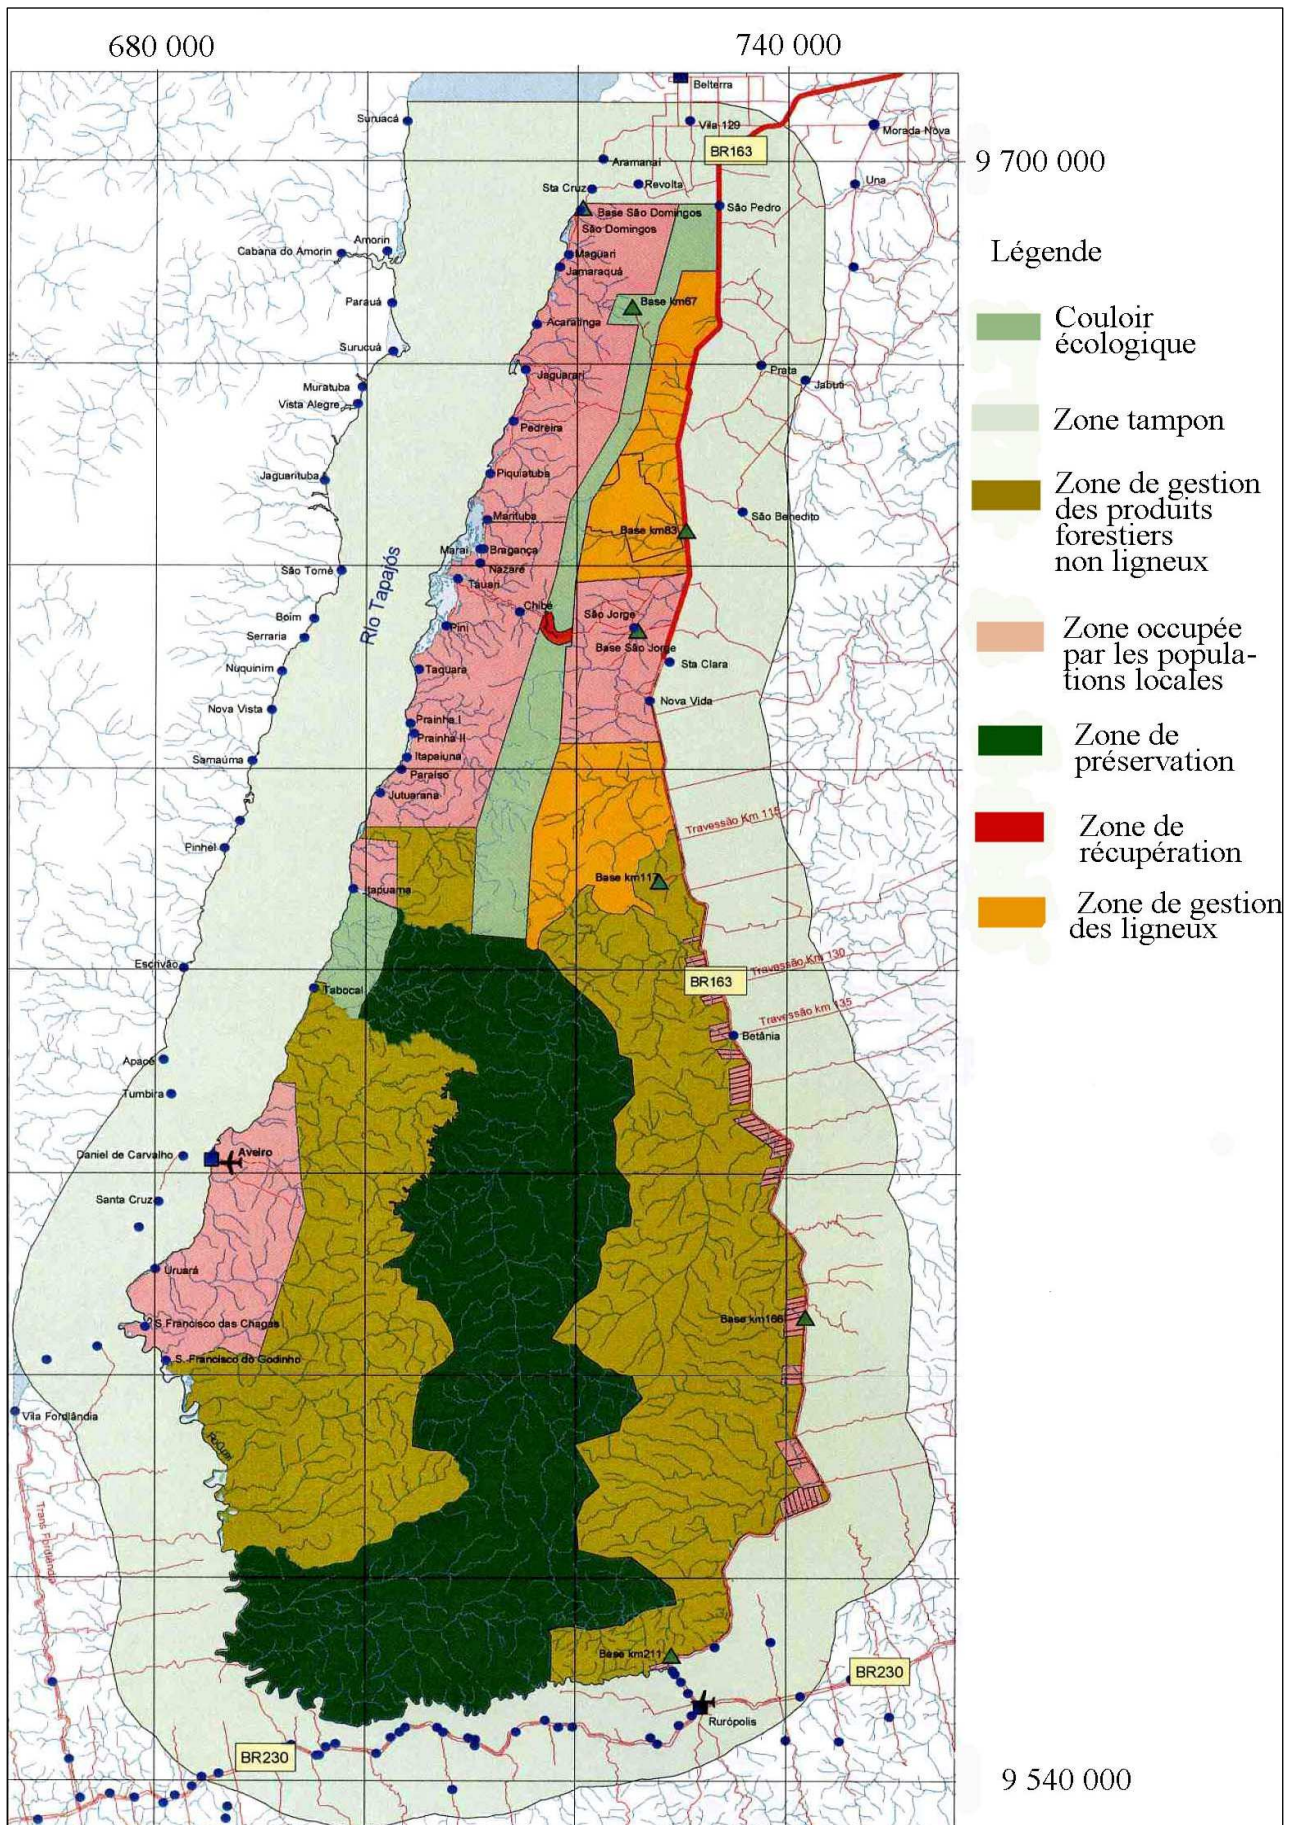 680 000
740 000
Belterra
Suruacá
Vila 129
Morada Nova
BR163
9 700 000
Aramanaí
Sta Cruz
Revolta
Una
Base São Domingos
São Pedro
São Domingos
Amorin
Cabana do Amorin
Maguari
Jamaraquá
Légende
Parauá
Base km67
Acaratinga
Couloir
écologique
Surucuá
Jaguarari
Prata
Jabuti
Muratuba
Vista Alegre
Pedreira
Zone tampon
Jaguarituba
Piquiatuba
Zone de gestion
des produits
forestiers
non ligneux
Marituba
São Benedito
Base km83
Marai
Bragança
Nazaré
Tauari
São Tomé
Rio Tapajós
Chibé
São Jorge
Boim
Pini
Serraria
Base São Jorge
Zone occupée
par les popula-
tions locales
Nuquinim
Taquara
Sta Clara
Nova Vista
Nova Vida
Prainha I
Prainha II
Zone de
préservation
Samaúma
Itapaiuna
Paraíso
Jutuarana
Travessão Km 115
Zone de
récupération
Pinhel
Itapuama
Base km117
Zone de gestion
des ligneux
Escrivão
Travessão Km 130
BR163
Tabocal
Travessão km 135
Betânia
Apacê
Tumbira
Daniel de Carvalho
Aveiro
Santa Cruz
Uruará
S Francisco das Chagas
Base km166
S. Francisco do Godinho
Vila Fordlândia
Trans Fordlândia
Base km211
BR230
Rurópolis
BR230
9 540 000